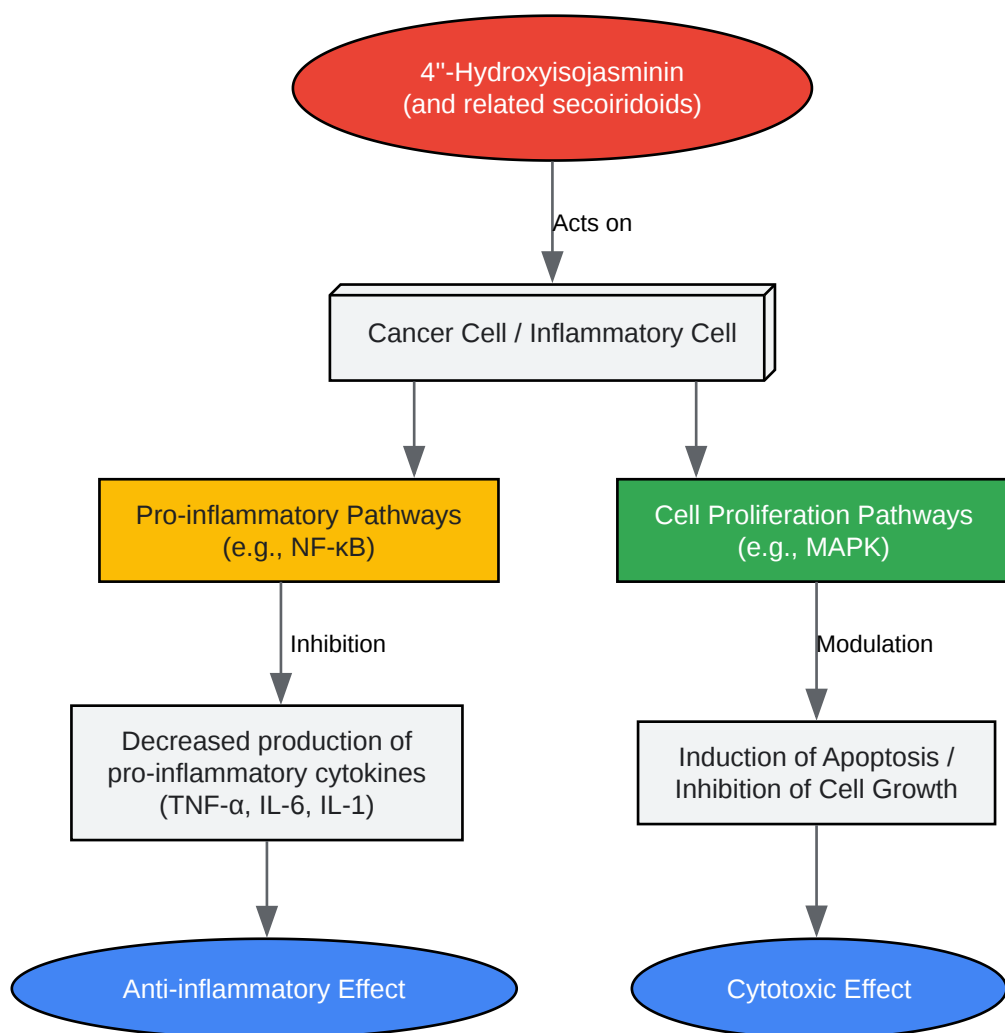 4"-Hydroxyisojasminin
(and related secoiridoids)
Acts on
Cancer Cell / Inflammatory Cell
Pro-inflammatory Pathways
(e.g., NF-κB)
Cell Proliferation Pathways
(e.g., MAPK)
Inhibition
Modulation
Decreased production of
pro-inflammatory cytokines
(TNF-α, IL-6, IL-1)
Induction of Apoptosis /
Inhibition of Cell Growth
Anti-inflammatory Effect
Cytotoxic Effect